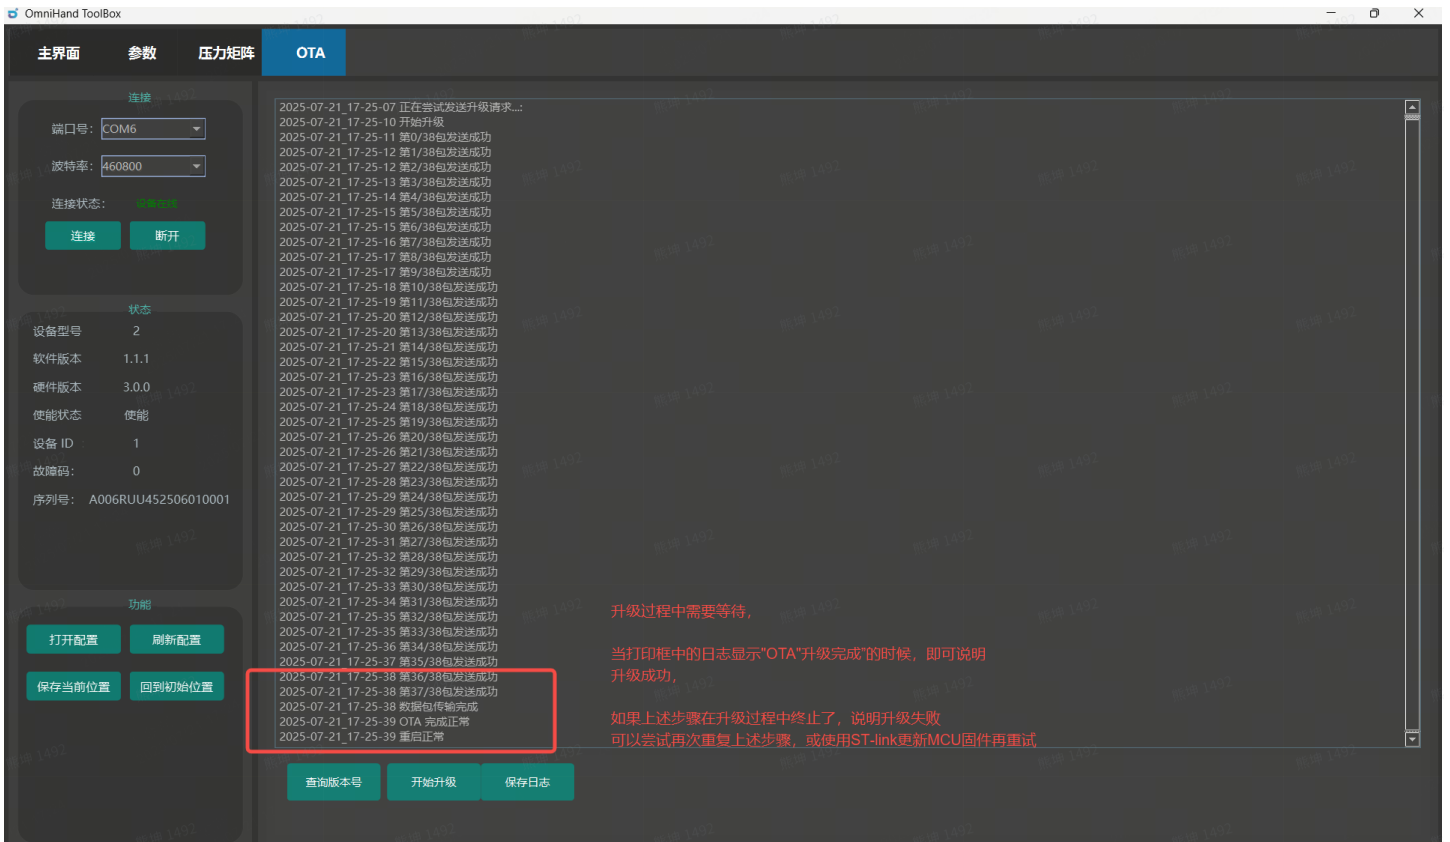 OmniHand ToolBox
主界面 参数 压力矩阵 OTA
连接
端口号： COM6
波特率： 460800
连接状态： 设备在线
连接 断开
状态
设备型号 2
软件版本 1.1.1
硬件版本 3.0.0
使能状态 使能
设备 ID 1
故障码： 0
序列号： A006RUU452506010001
功能
打开配置 刷新配置
保存当前位置 回到初始位置
2025-07-21_17-25-07 正在尝试发送升级请求...:
2025-07-21_17-25-10 开始升级
2025-07-21_17-25-11 第0/38包发送成功
2025-07-21_17-25-12 第1/38包发送成功
2025-07-21_17-25-12 第2/38包发送成功
2025-07-21_17-25-13 第3/38包发送成功
2025-07-21_17-25-14 第4/38包发送成功
2025-07-21_17-25-15 第5/38包发送成功
2025-07-21_17-25-15 第6/38包发送成功
2025-07-21_17-25-16 第7/38包发送成功
2025-07-21_17-25-17 第8/38包发送成功
2025-07-21_17-25-17 第9/38包发送成功
2025-07-21_17-25-18 第10/38包发送成功
2025-07-21_17-25-19 第11/38包发送成功
2025-07-21_17-25-20 第12/38包发送成功
2025-07-21_17-25-20 第13/38包发送成功
2025-07-21_17-25-21 第14/38包发送成功
2025-07-21_17-25-22 第15/38包发送成功
2025-07-21_17-25-23 第16/38包发送成功
2025-07-21_17-25-23 第17/38包发送成功
2025-07-21_17-25-24 第18/38包发送成功
2025-07-21_17-25-25 第19/38包发送成功
2025-07-21_17-25-26 第20/38包发送成功
2025-07-21_17-25-26 第21/38包发送成功
2025-07-21_17-25-27 第22/38包发送成功
2025-07-21_17-25-28 第23/38包发送成功
2025-07-21_17-25-29 第24/38包发送成功
2025-07-21_17-25-29 第25/38包发送成功
2025-07-21_17-25-30 第26/38包发送成功
2025-07-21_17-25-31 第27/38包发送成功
2025-07-21_17-25-32 第28/38包发送成功
2025-07-21_17-25-32 第29/38包发送成功
2025-07-21_17-25-33 第30/38包发送成功
2025-07-21_17-25-34 第31/38包发送成功
2025-07-21_17-25-35 第32/38包发送成功
2025-07-21_17-25-35 第33/38包发送成功
2025-07-21_17-25-36 第34/38包发送成功
2025-07-21_17-25-37 第35/38包发送成功
2025-07-21_17-25-38 第36/38包发送成功
2025-07-21_17-25-38 第37/38包发送成功
2025-07-21_17-25-38 数据包传输完成
2025-07-21_17-25-39 OTA 完成正常
2025-07-21_17-25-39 重启正常
升级过程中需要等待，
当打印框中的日志显示"OTA"升级完成"的时候，即可说明
升级成功，
如果上述步骤在升级过程中终止了，说明升级失败
可以尝试再次重复上述步骤，或使用ST-link更新MCU固件再重试
查询版本号 开始升级 保存日志